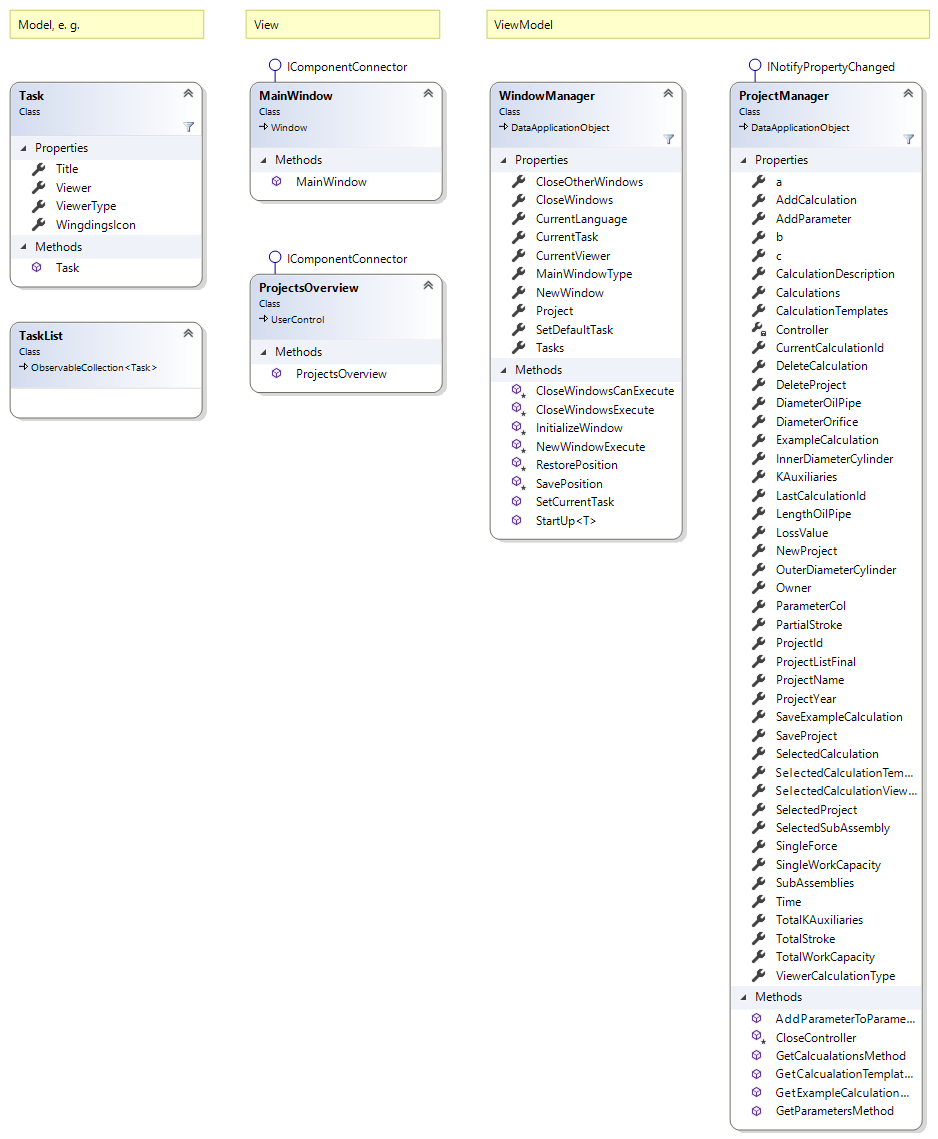 Model, e. g.
View
ViewModel
Task
Class
Properties
Title
Viewer
ViewerType
WingdingsIcon
Methods
Task
TaskList
Class
ObservableCollection<Task>
IComponentConnector
MainWindow
Class
Window
Methods
MainWindow
IComponentConnector
ProjectsOverview
Class
UserControl
Methods
ProjectsOverview
WindowManager
Class
DataApplicationObject
Properties
CloseOtherWindows
CloseWindows
CurrentLanguage
CurrentTask
CurrentViewer
MainWindowType
NewWindow
Project
SetDefaultTask
Tasks
Methods
CloseWindowsCanExecute
CloseWindowsExecute
InitializeWindow
NewWindowExecute
RestorePosition
SavePosition
SetCurrentTask
StartUp<T>
INotifyPropertyChanged
ProjectManager
Class
DataApplicationObject
Properties
a
AddCalculation
AddParameter
b
c
CalculationDescription
Calculations
CalculationTemplates
Controller
CurrentCalculationId
DeleteCalculation
DeleteProject
DiameterOilPipe
DiameterOrifice
ExampleCalculation
InnerDiameterCylinder
KAuxiliaries
LastCalculationId
LengthOilPipe
LossValue
NewProject
OuterDiameterCylinder
Owner
ParameterCol
PartialStroke
ProjectId
ProjectListFinal
ProjectName
ProjectYear
SaveExampleCalculation
SaveProject
SelectedCalculation
SelectedCalculationTem...
SelectedCalculationView...
SelectedProject
SelectedSubAssembly
SingleForce
SingleWorkCapacity
SubAssemblies
Time
TotalKAuxiliaries
TotalStroke
TotalWorkCapacity
ViewerCalculationType
Methods
AddParameterToParame...
CloseController
GetCalcualationsMethod
GetCalcualationTemplat...
GetExampleCalculation...
GetParametersMethod